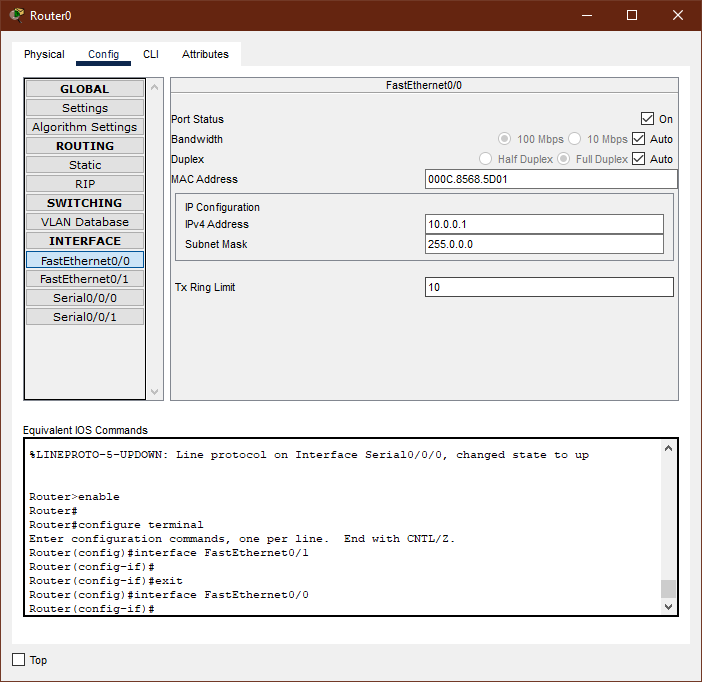 Router0
Physical Config CLI Attributes
GLOBAL
Settings
Algorithm Settings
ROUTING
Static
RIP
SWITCHING
VLAN Database
INTERFACE
FastEthernet0/0
FastEthernet0/1
Serial0/0/0
Serial0/0/1
FastEthernet0/0
Port Status On
Bandwidth 100 Mbps 10 Mbps Auto
Duplex Half Duplex Full Duplex Auto
MAC Address 000C.8568.5D01
IP Configuration
IPv4 Address 10.0.0.1
Subnet Mask 255.0.0.0
Tx Ring Limit 10
Equivalent IOS Commands
%LINEPROTO-5-UPDOWN: Line protocol on Interface Serial0/0/0, changed state to up
Router>enable
Router#
Router#configure terminal
Enter configuration commands, one per line.  End with CNTL/Z.
Router(config)#interface FastEthernet0/1
Router(config-if)#
Router(config-if)#exit
Router(config)#interface FastEthernet0/0
Router(config-if)#
Top